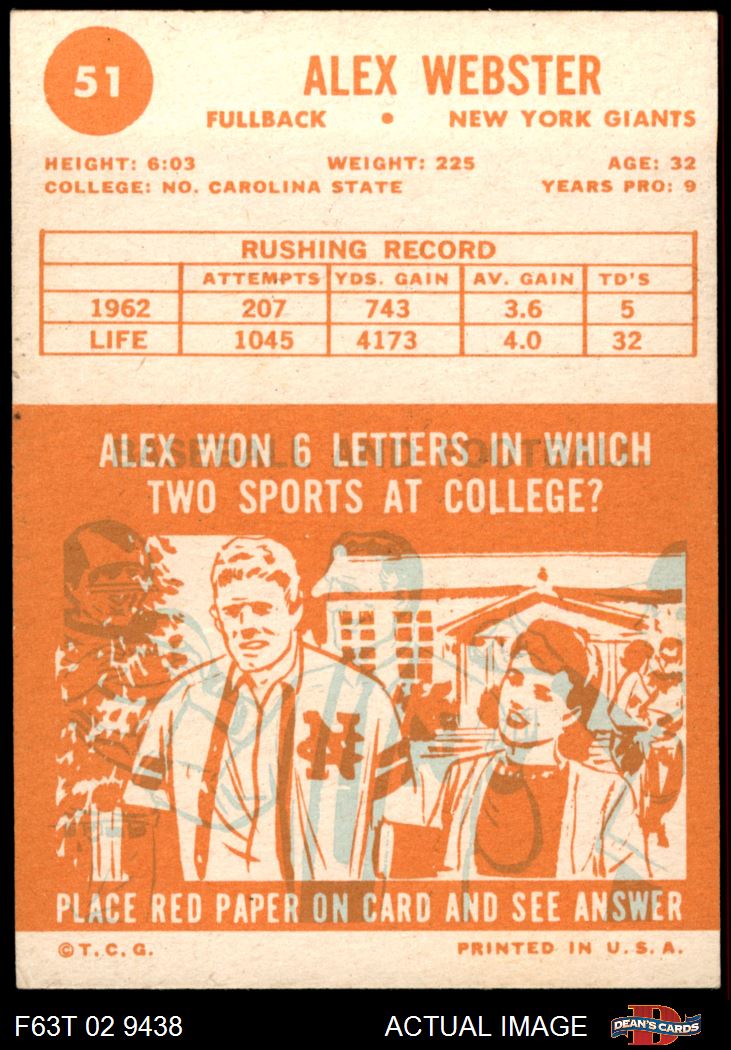 51
ALEX WEBSTER
FULLBACK • NEW YORK GIANTS
HEIGHT: 6:03 WEIGHT: 225 AGE: 32
COLLEGE: NO. CAROLINA STATE YEARS PRO: 9
RUSHING RECORD
ATTEMPTS YDS. GAIN AV. GAIN TD'S
1962 207 743 3.6 5
LIFE 1045 4173 4.0 32
ALEX WON 6 LETTERS IN WHICH
BASEBALL AND FOOTBALL
TWO SPORTS AT COLLEGE?
PLACE RED PAPER ON CARD AND SEE ANSWER
©T.C.G. PRINTED IN U.S.A.
F63T 02 9438 ACTUAL IMAGE DEAN'S CARDS